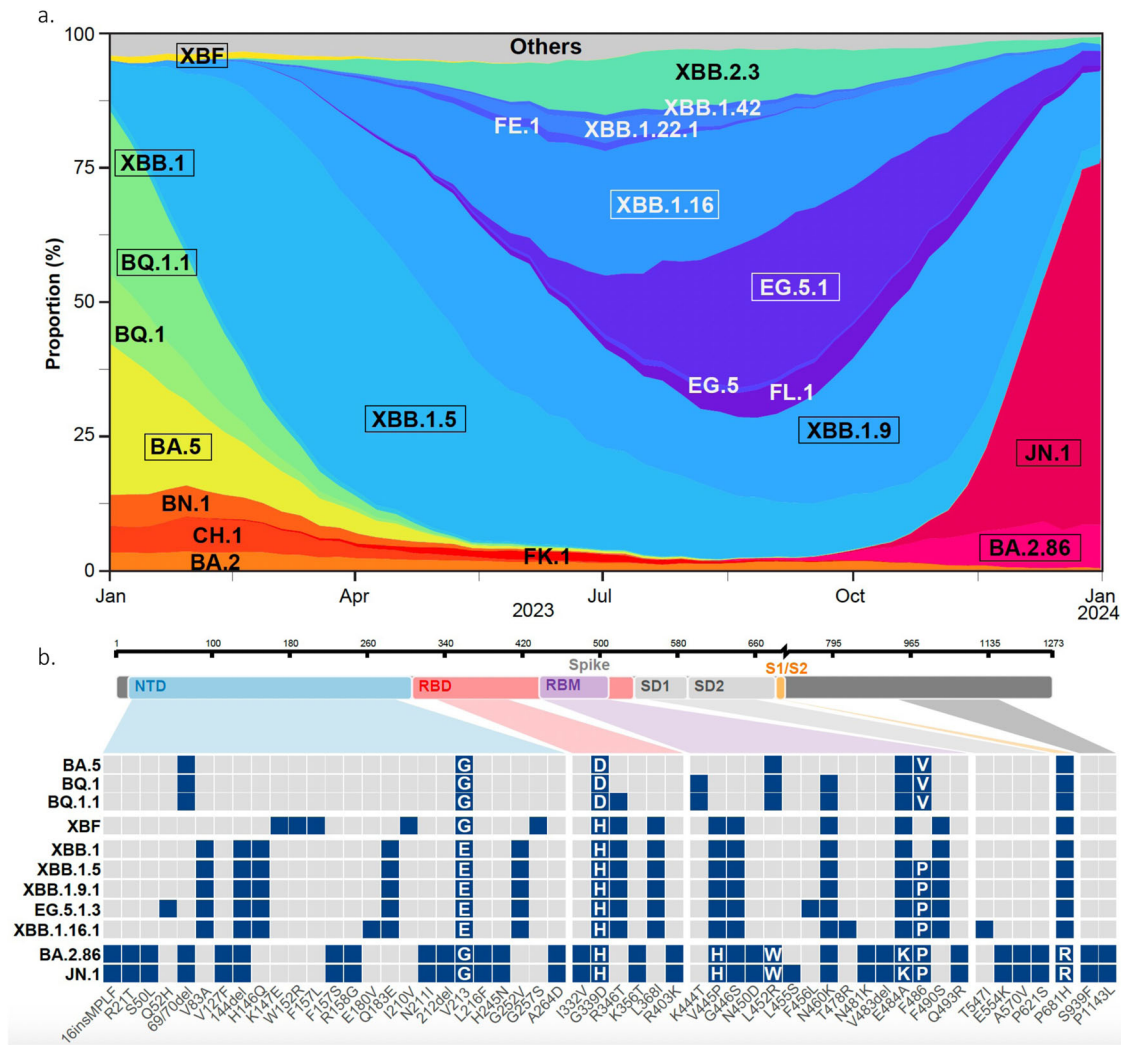 a.
100
75
50
25
0
Proportion (%)
Others
XBF
XBB.2.3
XBB.1.42
FE.1
XBB.1.22.1
XBB.1
XBB.1.16
BQ.1.1
EG.5.1
BQ.1
EG.5
FL.1
XBB.1.5
XBB.1.9
BA.5
JN.1
BN.1
CH.1
FK.1
BA.2.86
BA.2
Jan Apr Jul Oct Jan
2023 2024
b.
1 100 180 260 340 420 500 580 660 795 965 1135 1273
Spike S1/S2
NTD RBD RBM SD1 SD2
BA.5 G D V
BQ.1 G D V
BQ.1.1 G D V
XBF G H
XBB.1 E H
XBB.1.5 E H P
XBB.1.9.1 E H P
EG.5.1.3 E H P
XBB.1.16.1 E H P
BA.2.86 G H H W K P R
JN.1 G H H W K P R
16insMPLF R21T S50L Q52H 69/70del V83A V127F 144del H146Q K147E W152R F157L F157S R158G E180V Q183E I210V N211I 212del V213 L216F H245N G252V G257S A264D I332V G339D R346T K356T L368I R403K K444T V445P G446S N450D L452R L455S F456L N460K T478R N481K V483del E484A F486 F490S Q493R T547I E554K A570V P621S P681H S939F P1143L